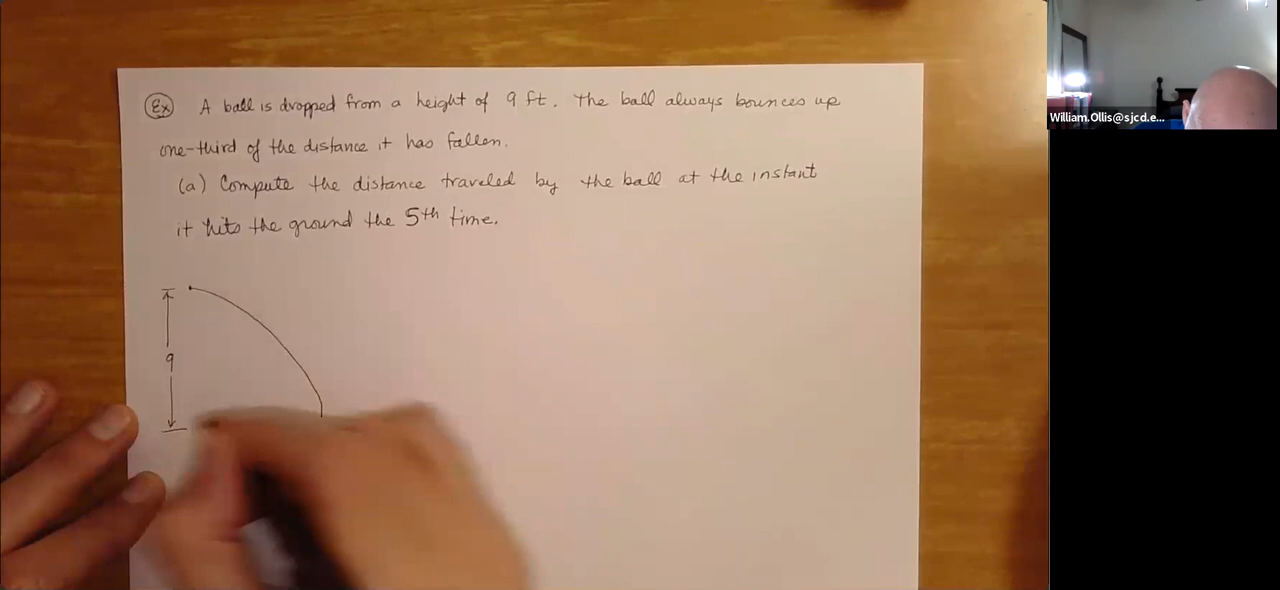 Ex A ball is dropped from a height of 9 ft. The ball always bounces up
one-third of the distance it has fallen.
(a) Compute the distance traveled by the ball at the instant
it hits the ground the 5th time.
9
William.Ollis@sjcd.e...